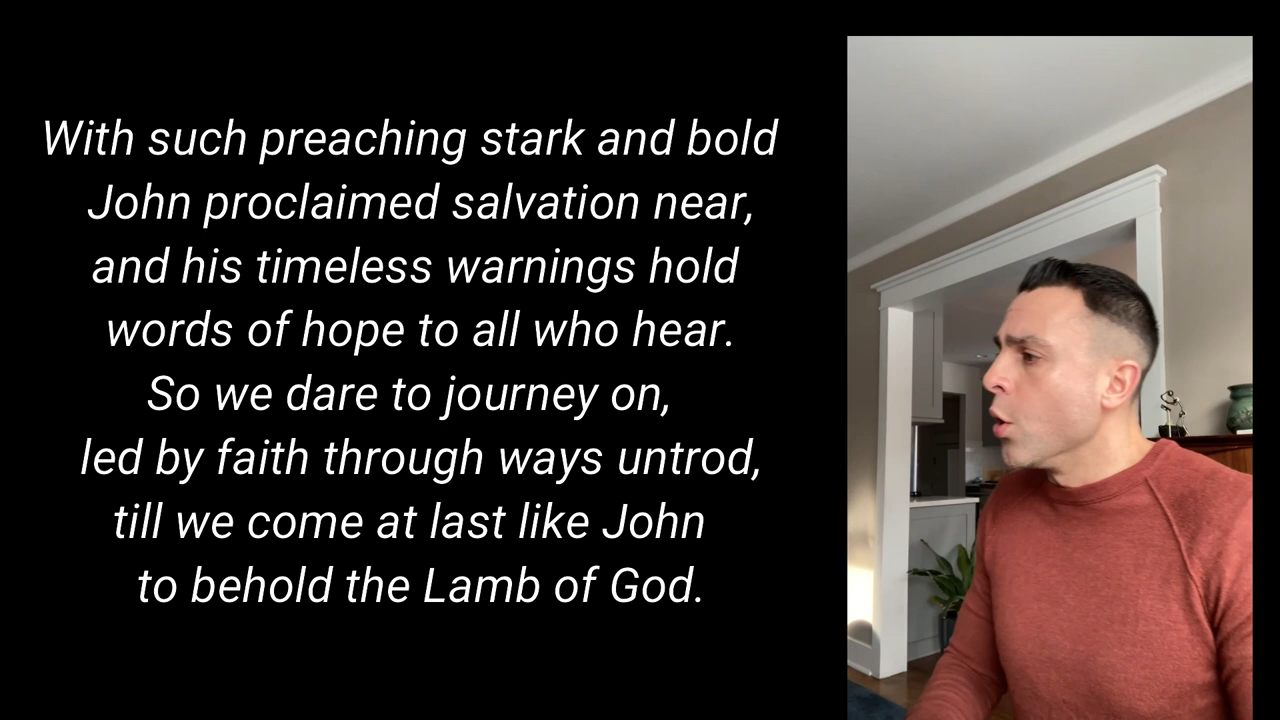 With such preaching stark and bold
John proclaimed salvation near,
and his timeless warnings hold
words of hope to all who hear.
So we dare to journey on,
led by faith through ways untrod,
till we come at last like John
to behold the Lamb of God.